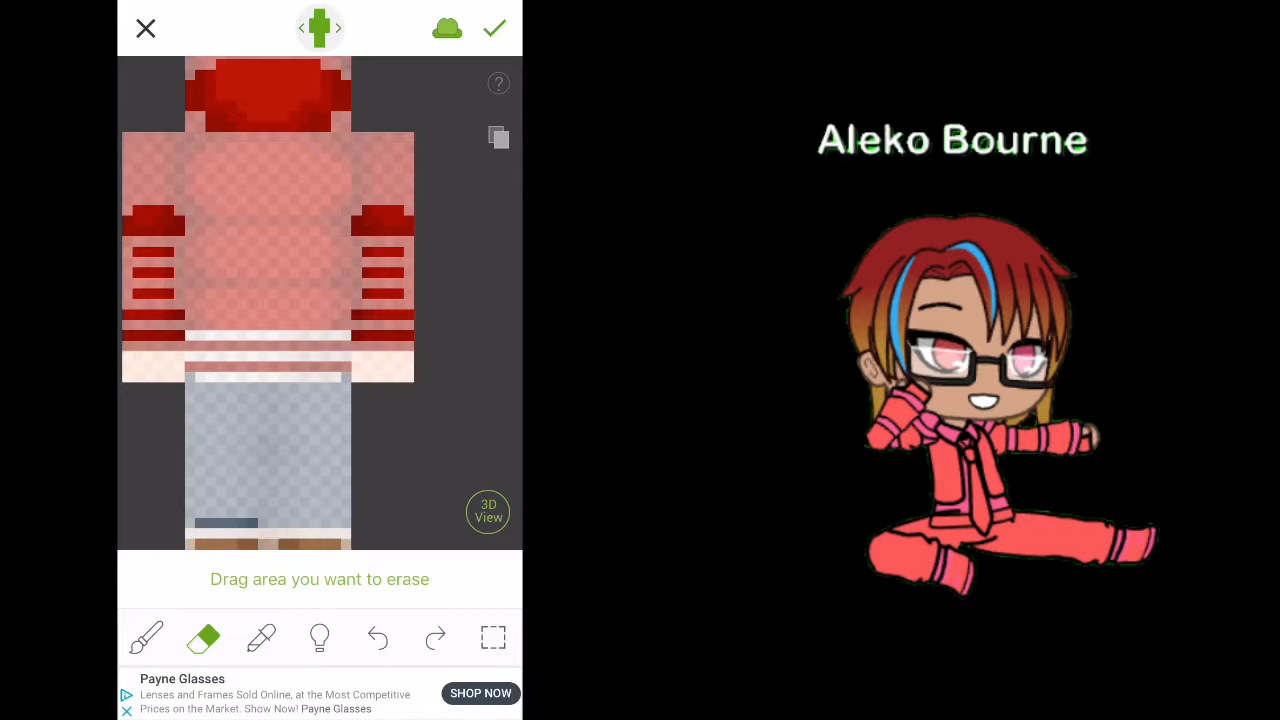 ?
3D
View
Drag area you want to erase
Payne Glasses
Lenses and Frames Sold Online, at the Most Competitive
Prices on the Market. Show Now! Payne Glasses
SHOP NOW
Aleko Bourne